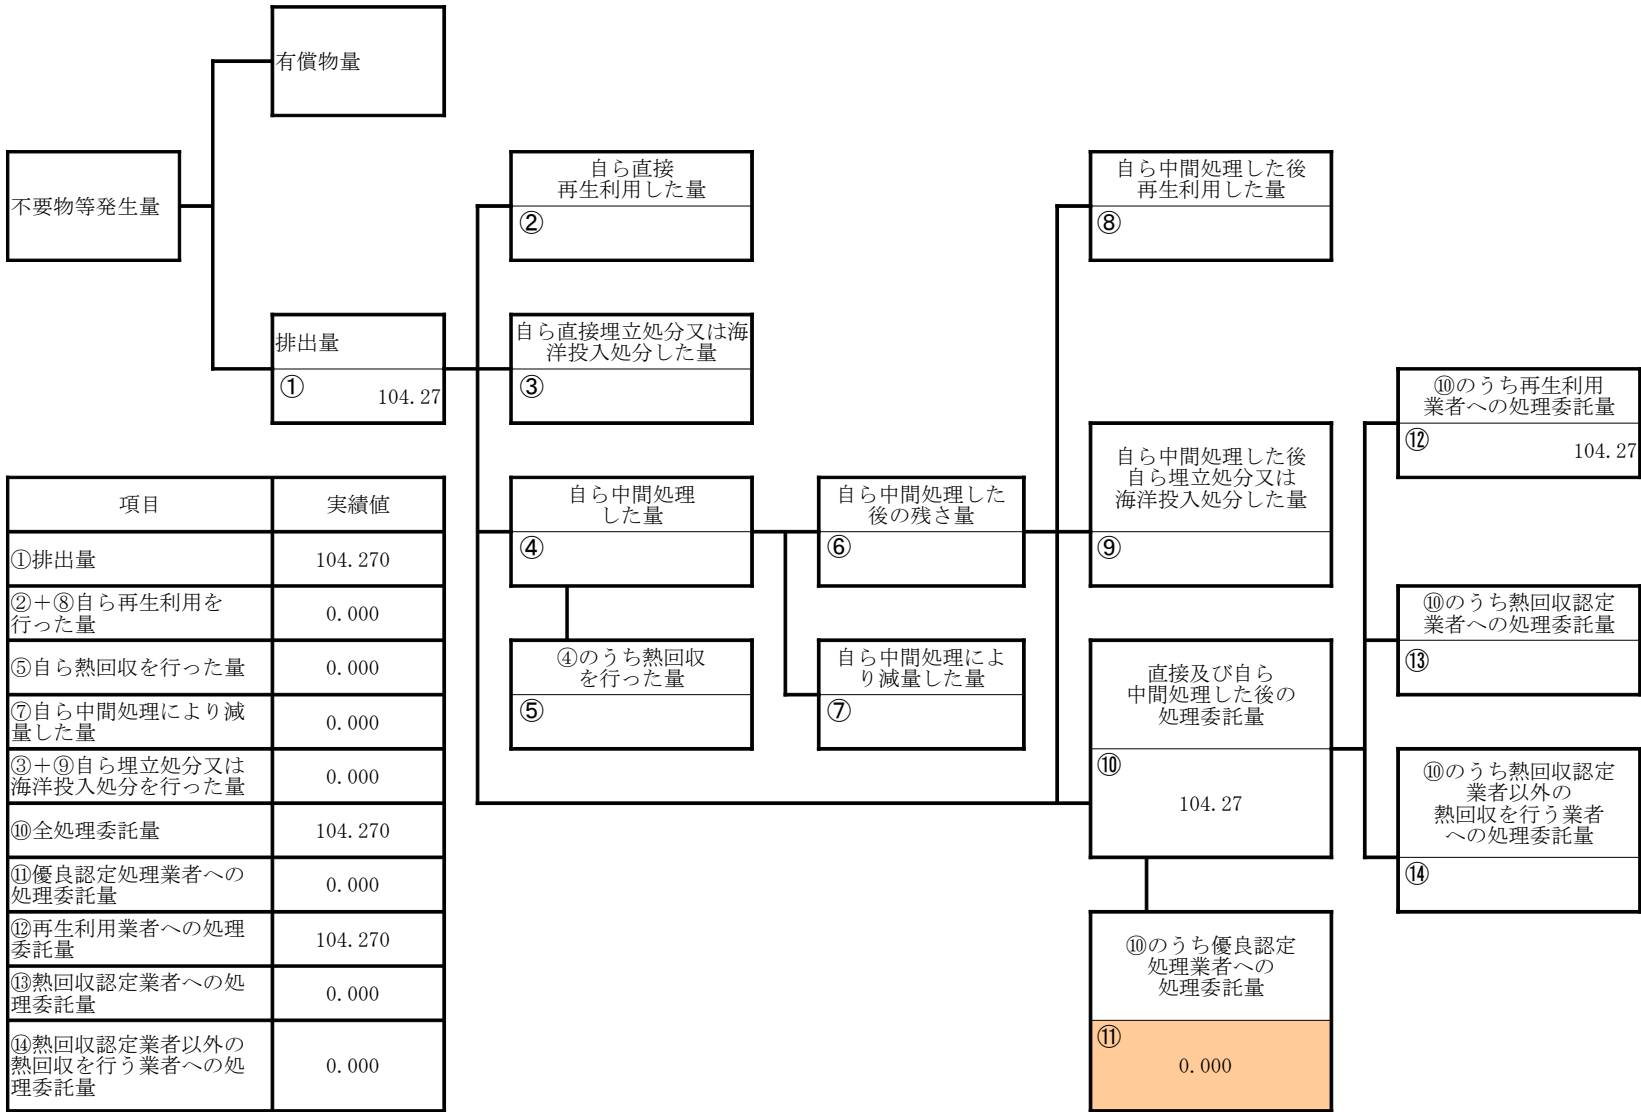 有償物量
不要物等発生量
自ら直接
再生利用した量
②
自ら中間処理した後
再生利用した量
⑧
排出量
①
104.27
自ら直接埋立処分又は海
洋投入処分した量
③
⑩のうち再生利用
業者への処理委託量
⑫
104.27
自ら中間処理
した量
④
自ら中間処理した
後の残さ量
⑥
自ら中間処理した後
自ら埋立処分又は
海洋投入処分した量
⑨
④のうち熱回収
を行った量
⑤
自ら中間処理によ
り減量した量
⑦
直接及び自ら
中間処理した後の
処理委託量
⑩
104.27
⑩のうち熱回収認定
業者への処理委託量
⑬
⑩のうち熱回収認定
業者以外の
熱回収を行う業者
への処理委託量
⑭
⑩のうち優良認定
処理業者への
処理委託量
⑪
0.000
項目
実績値
①排出量
104.270
②＋⑧自ら再生利用を
行った量
0.000
⑤自ら熱回収を行った量
0.000
⑦自ら中間処理により減
量した量
0.000
③＋⑨自ら埋立処分又は
海洋投入処分を行った量
0.000
⑩全処理委託量
104.270
⑪優良認定処理業者への
処理委託量
0.000
⑫再生利用業者への処理
委託量
104.270
⑬熱回収認定業者への処
理委託量
0.000
⑭熱回収認定業者以外の
熱回収を行う業者への処
理委託量
0.000